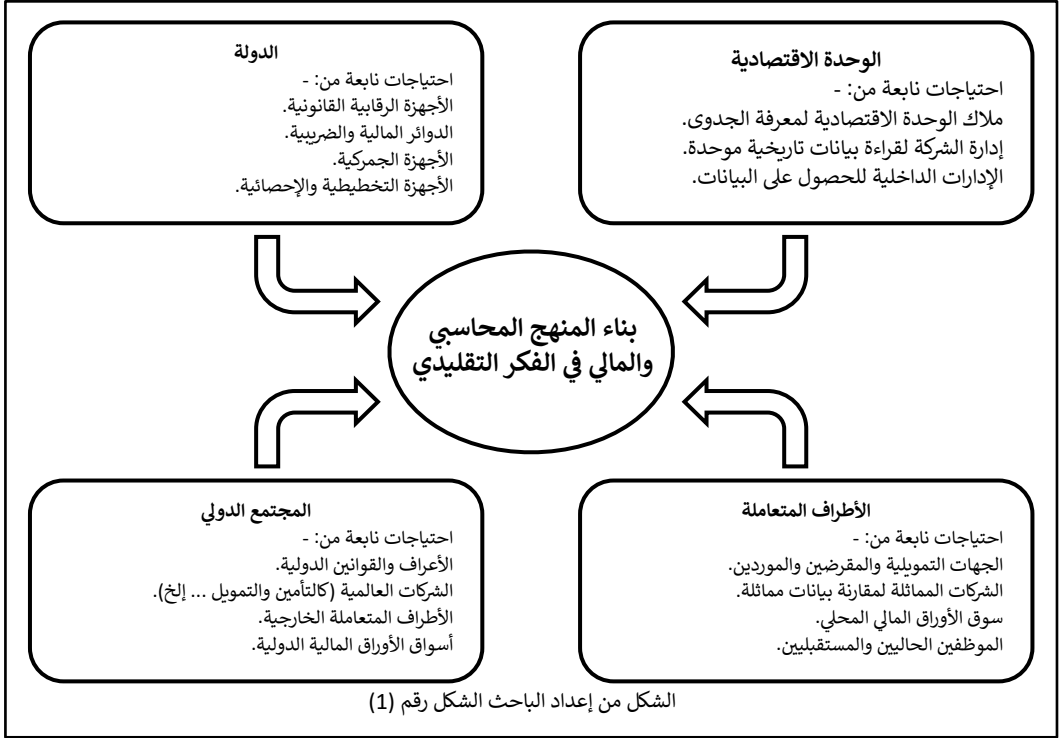 الوحدة الاقتصادية
احتياجات نابعة من: -
ملاك الوحدة الاقتصادية لمعرفة الجدوى.
إدارة الشركة لقراءة بيانات تاريخية موحدة.
الإدارات الداخلية للحصول على البيانات.
الدولة
احتياجات نابعة من: -
الأجهزة الرقابية القانونية.
الدوائر المالية والضريبية.
الأجهزة الجمركية.
الأجهزة التخطيطية والإحصائية.
بناء المنهج المحاسبي
والمالي في الفكر التقليدي
الأطراف المتعاملة
احتياجات نابعة من: -
الجهات التمويلية والمقرضين والموردين.
الشركات المماثلة لمقارنة بيانات مماثلة.
سوق الأوراق المالي المحلي.
الموظفين الحاليين والمستقبليين.
المجتمع الدولي
احتياجات نابعة من: -
الأعراف والقوانين الدولية.
الشركات العالمية (كالتأمين والتمويل ... إلخ).
الأطراف المتعاملة الخارجية.
أسواق الأوراق المالية الدولية.
الشكل من إعداد الباحث الشكل رقم (1)